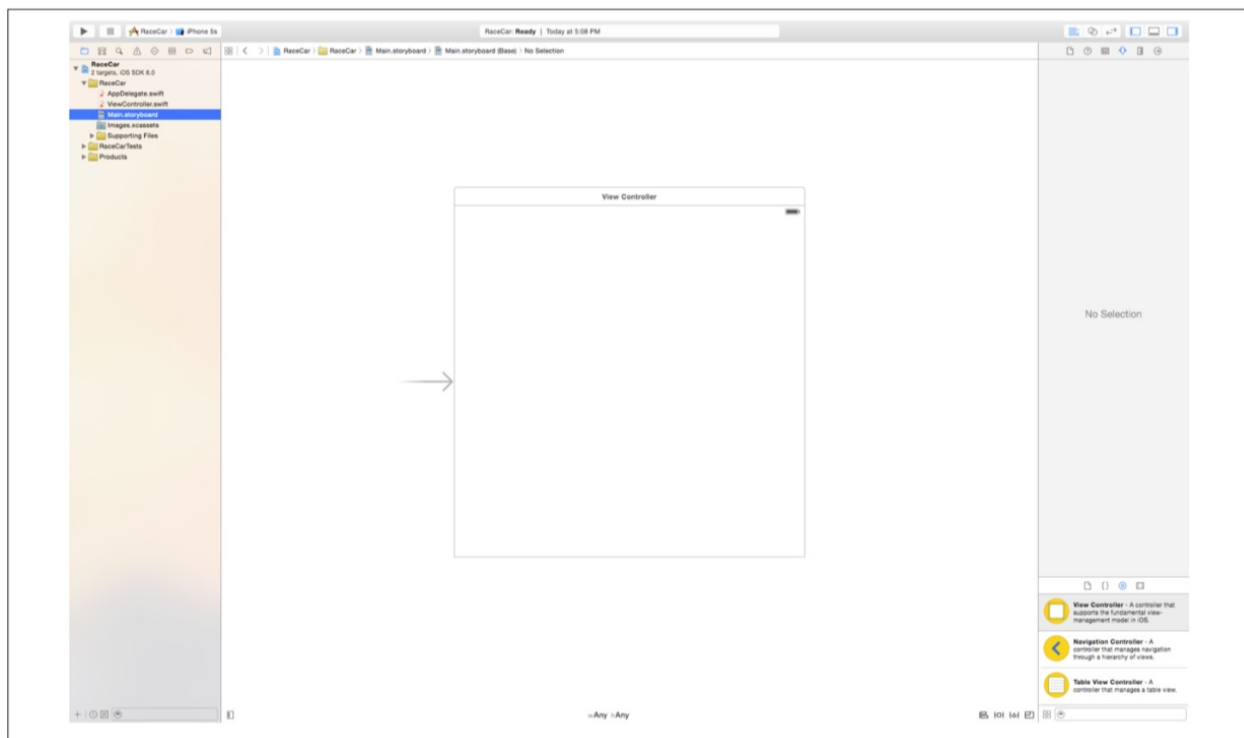 RaceCar › iPhone 5s
RaceCar: Ready | Today at 5:08 PM
RaceCar › RaceCar › Main.storyboard › Main.storyboard (Base) › No Selection
RaceCar
2 targets, iOS SDK 8.0
RaceCar
AppDelegate.swift
ViewController.swift
Main.storyboard
Images.xcassets
Supporting Files
RaceCarTests
Products
View Controller
No Selection
View Controller - A controller that
supports the fundamental view-
management model in iOS.
Navigation Controller - A
controller that manages navigation
through a hierarchy of views.
Table View Controller - A
controller that manages a table view.
wAny hAny